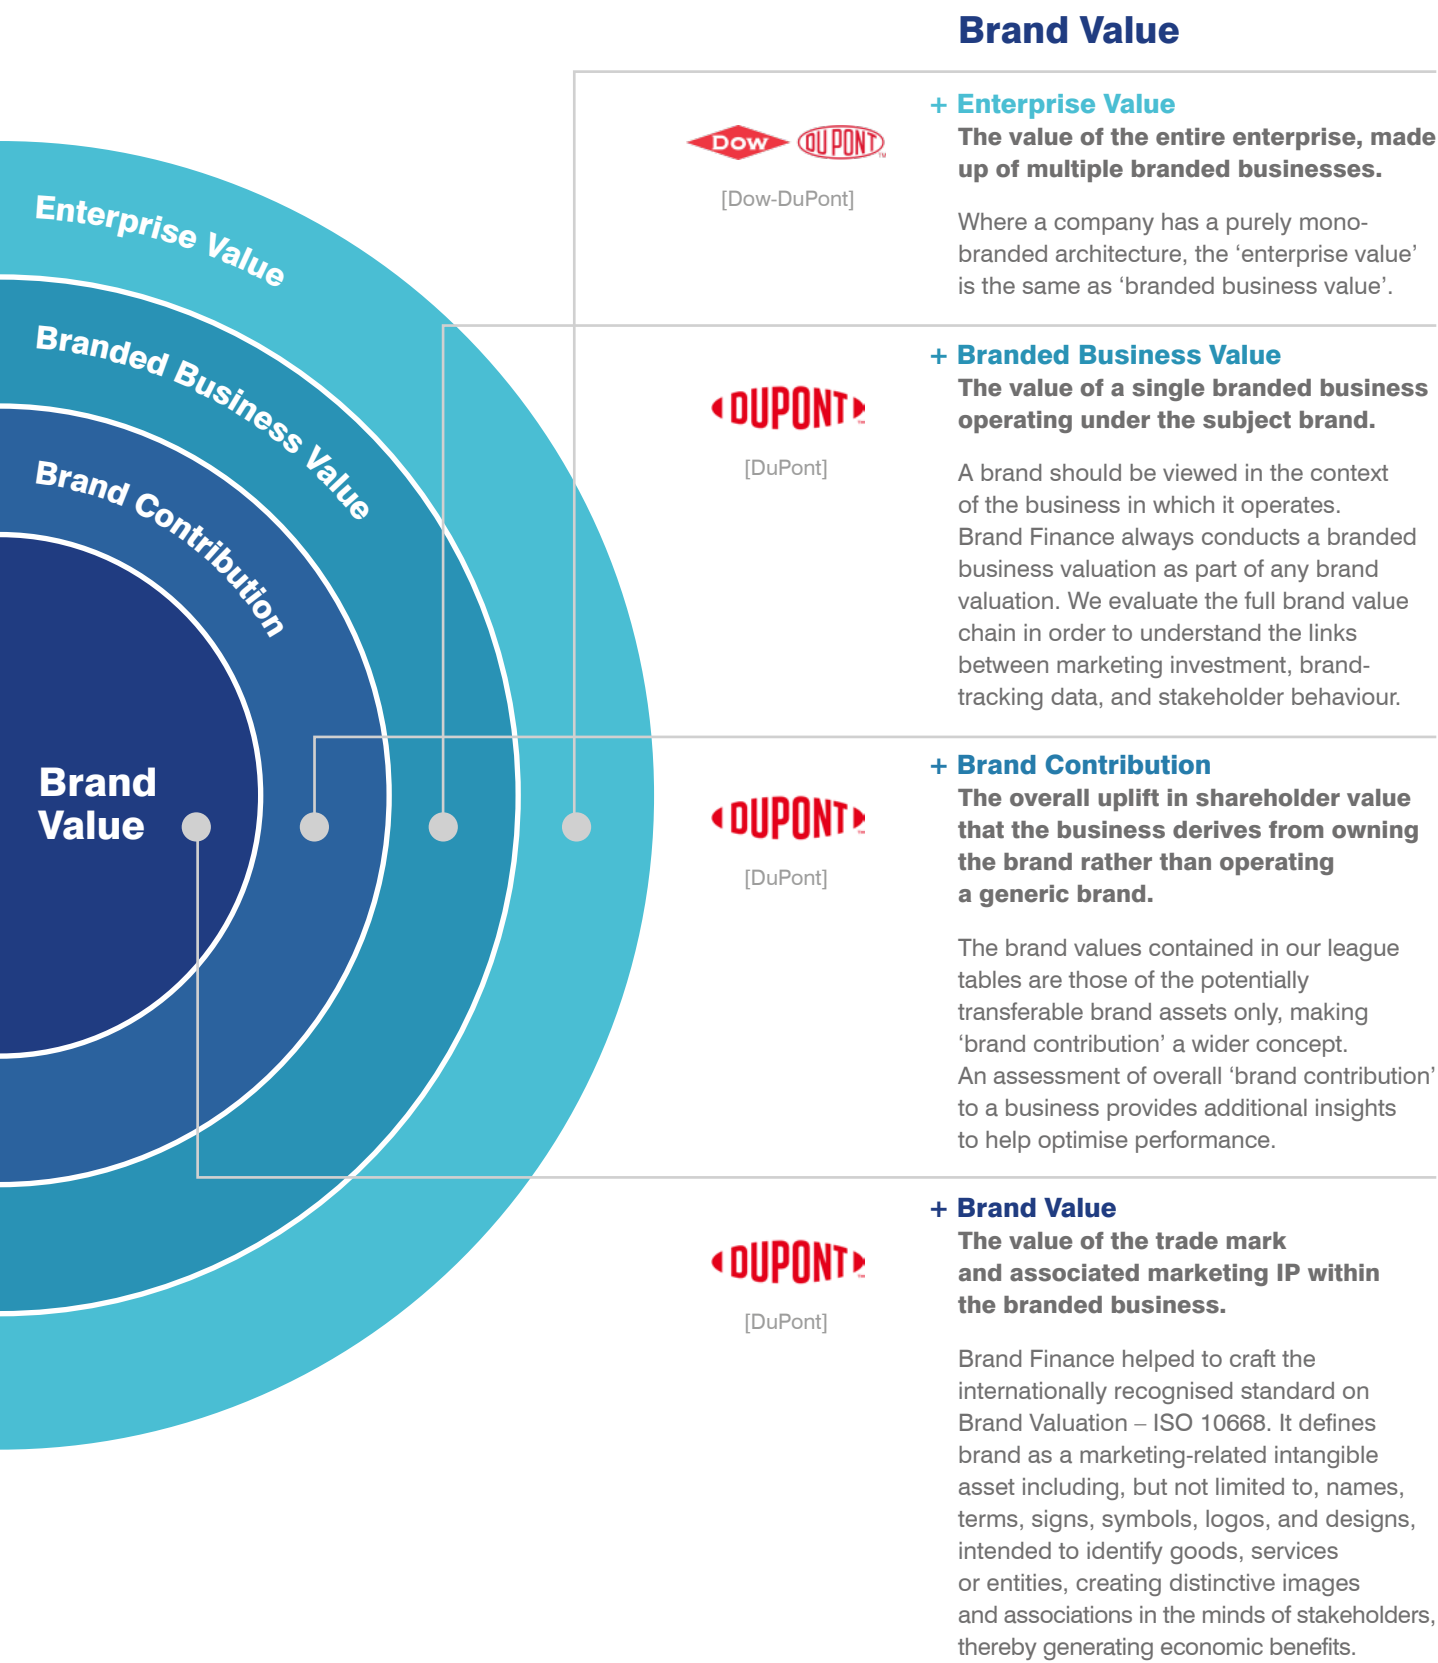 Brand Value
Enterprise Value
Branded Business Value
Brand Contribution
Brand
Value
DOW DU PONT ™
[Dow-DuPont]
+ Enterprise Value
The value of the entire enterprise, made
up of multiple branded businesses.
Where a company has a purely mono-
branded architecture, the ‘enterprise value’
is the same as ‘branded business value’.
DUPONT ™
[DuPont]
+ Branded Business Value
The value of a single branded business
operating under the subject brand.
A brand should be viewed in the context
of the business in which it operates.
Brand Finance always conducts a branded
business valuation as part of any brand
valuation. We evaluate the full brand value
chain in order to understand the links
between marketing investment, brand-
tracking data, and stakeholder behaviour.
DUPONT ™
[DuPont]
+ Brand Contribution
The overall uplift in shareholder value
that the business derives from owning
the brand rather than operating
a generic brand.
The brand values contained in our league
tables are those of the potentially
transferable brand assets only, making
‘brand contribution’ a wider concept.
An assessment of overall ‘brand contribution’
to a business provides additional insights
to help optimise performance.
DUPONT ™
[DuPont]
+ Brand Value
The value of the trade mark
and associated marketing IP within
the branded business.
Brand Finance helped to craft the
internationally recognised standard on
Brand Valuation – ISO 10668. It defines
brand as a marketing-related intangible
asset including, but not limited to, names,
terms, signs, symbols, logos, and designs,
intended to identify goods, services
or entities, creating distinctive images
and associations in the minds of stakeholders,
thereby generating economic benefits.